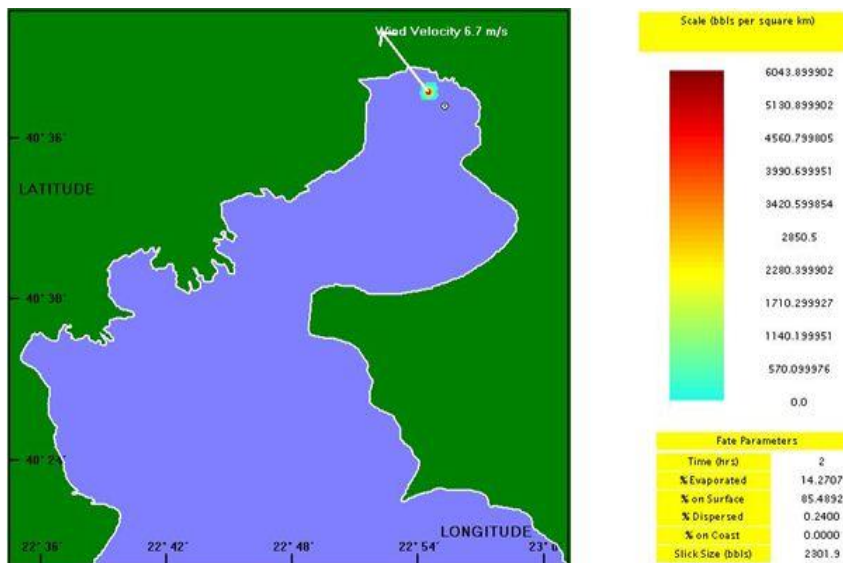 Wind Velocity 6.7 m/s
40° 36'
LATITUDE
40° 30'
40° 24'
LONGITUDE
22° 36' 22° 42' 22° 48' 22° 54' 23° 0'
Scale (bbls per square km)
6043.899902
5130.899902
4560.799805
3990.699951
3420.599854
2850.5
2280.399902
1710.299927
1140.199951
570.099976
0.0
Fate Parameters
Time (hrs) 2
% Evaporated 14.2707
% on Surface 85.4892
% Dispersed 0.2400
% on Coast 0.0000
Slick Size (bbls) 2301.9